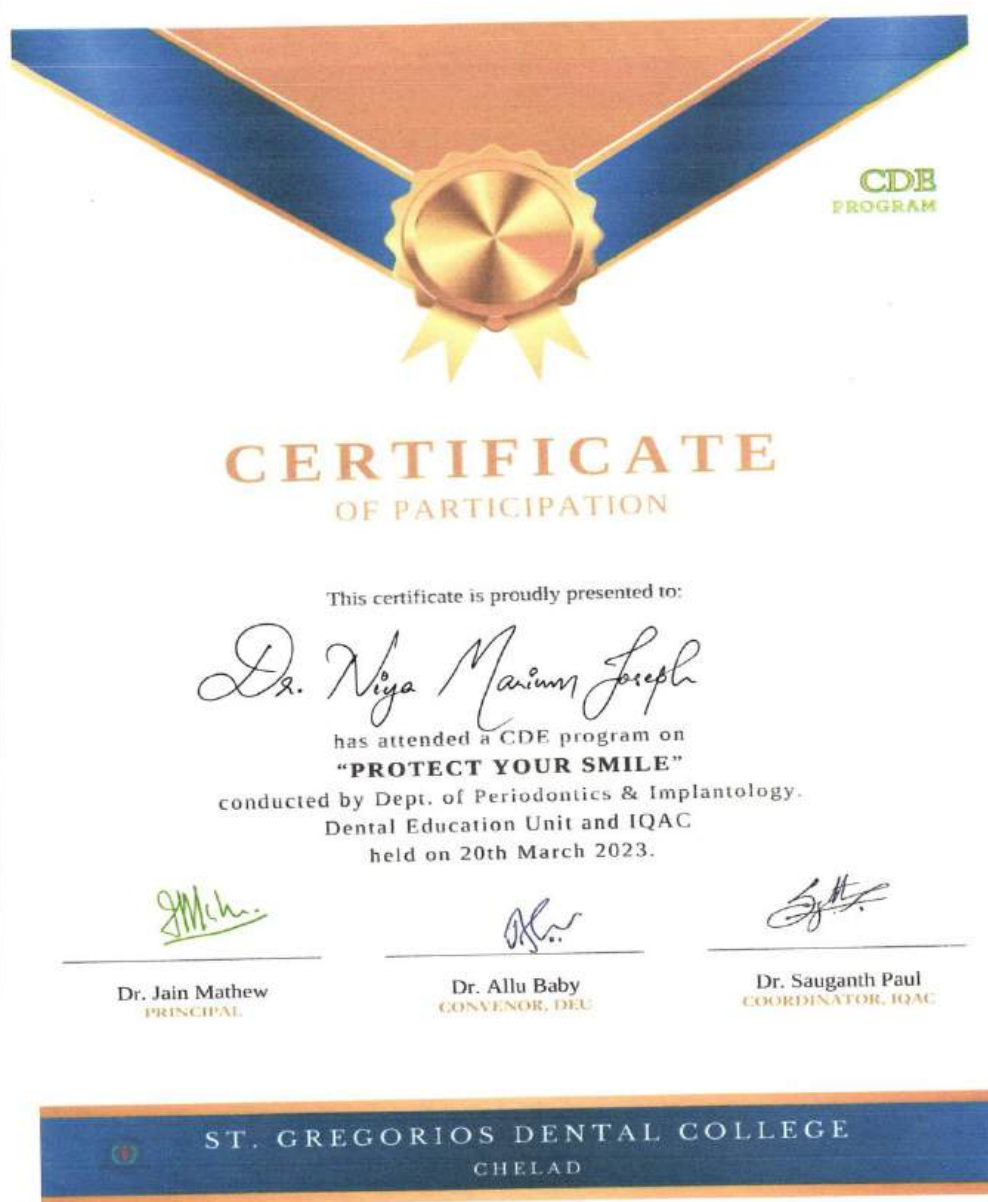 CDE
PROGRAM
CERTIFICATE
OF PARTICIPATION
This certificate is proudly presented to:
Dr. Niya Marium Joseph
has attended a CDE program on
“PROTECT YOUR SMILE”
conducted by Dept. of Periodontics & Implantology.
Dental Education Unit and IQAC
held on 20th March 2023.
Dr. Jain Mathew
PRINCIPAL
Dr. Allu Baby
CONVENOR, DEU
Dr. Sauganth Paul
COORDINATOR, IQAC
ST. GREGORIOS DENTAL COLLEGE
CHELAD